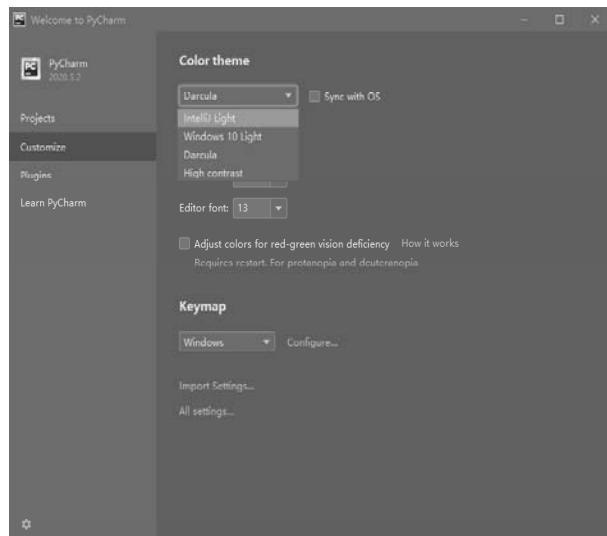 Welcome to PyCharm
PyCharm
2020.3.2
Projects
Customize
Plugins
Learn PyCharm
Color theme
Darcula
Sync with OS
IntelliJ Light
Windows 10 Light
Darcula
High contrast
Editor font: 13
Adjust colors for red-green vision deficiency How it works
Requires restart. For protanopia and deuteranopia
Keymap
Windows
Configure...
Import Settings...
All settings...